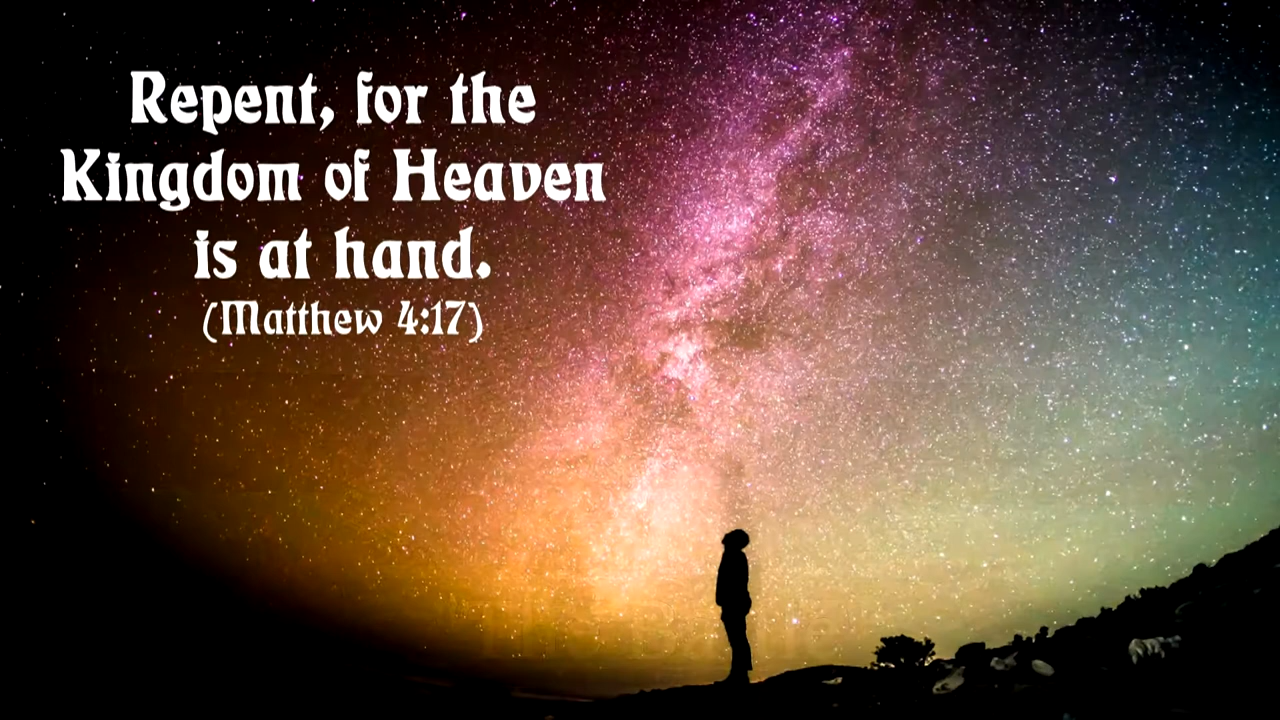 Repent, for the
Kingdom of Heaven
is at hand.
(Matthew 4:17)